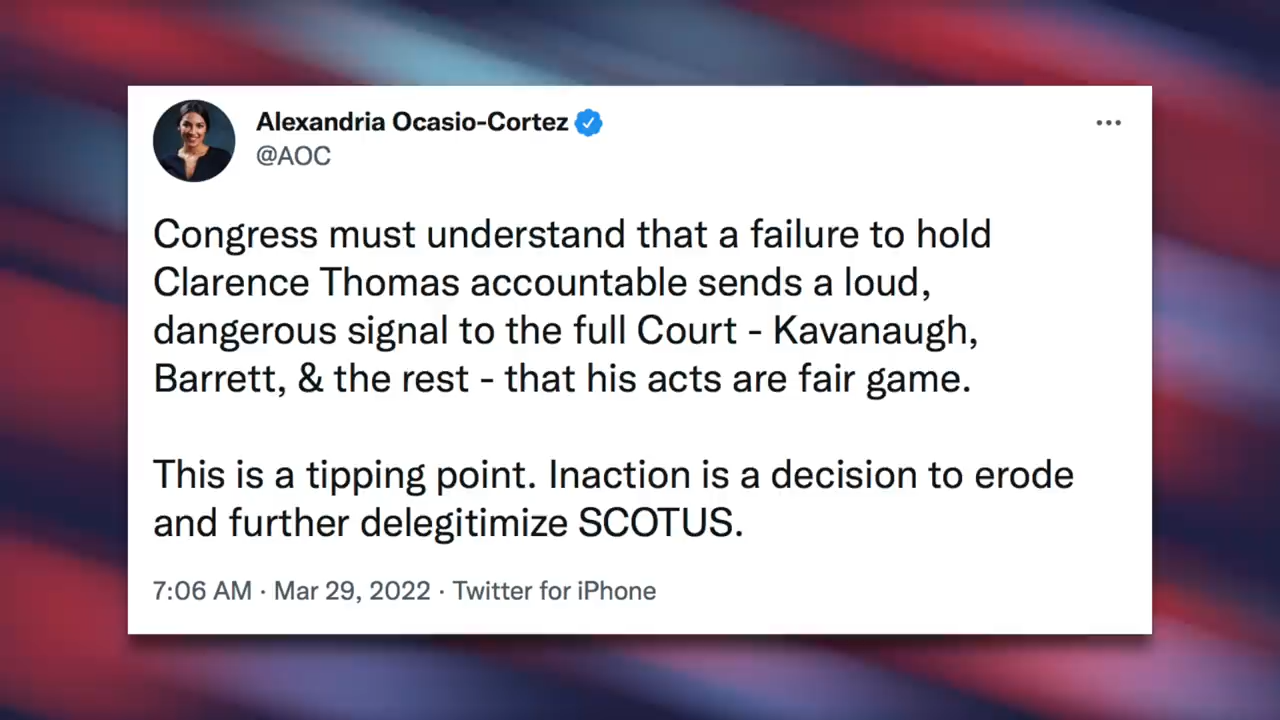 Alexandria Ocasio-Cortez
@AOC
Congress must understand that a failure to hold
Clarence Thomas accountable sends a loud,
dangerous signal to the full Court - Kavanaugh,
Barrett, & the rest - that his acts are fair game.
This is a tipping point. Inaction is a decision to erode
and further delegitimize SCOTUS.
7:06 AM · Mar 29, 2022 · Twitter for iPhone